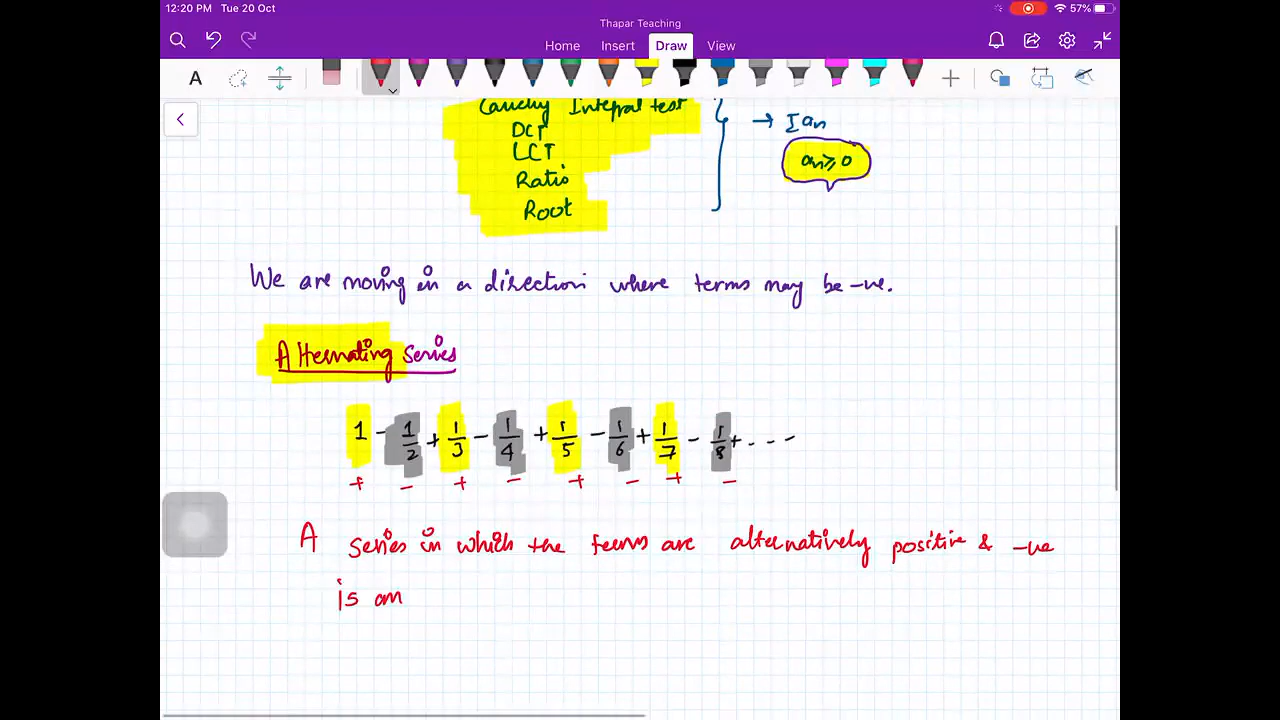 12:20 PM Tue 20 Oct
57%
Thapar Teaching
Home Insert Draw View
A
Cauchy Integral test
DCT
LCT
Ratio
Root
→ Σan
an≥0
We are moving in a direction where terms may be -ve.
Alternating Series
1 - 1/2 + 1/3 - 1/4 + 1/5 - 1/6 + 1/7 - 1/8 + . - - -
+ - + - + - + -
A series in which the terms are alternatively positive & -ve
is an